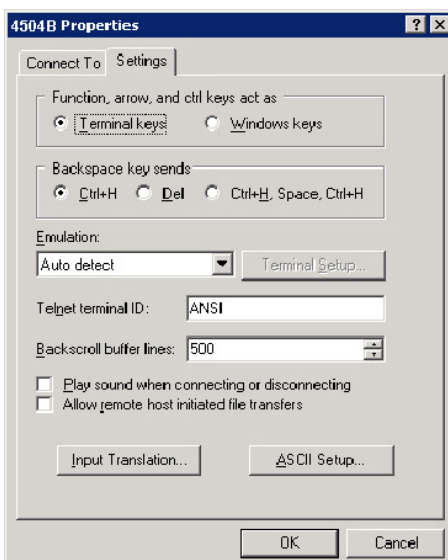 4504B Properties
Connect To Settings
Function, arrow, and ctrl keys act as
Terminal keys Windows keys
Backspace key sends
Ctrl+H Del Ctrl+H, Space, Ctrl+H
Emulation:
Auto detect Terminal Setup...
Telnet terminal ID: ANSI
Backscroll buffer lines: 500
Play sound when connecting or disconnecting
Allow remote host initiated file transfers
Input Translation... ASCII Setup...
OK Cancel